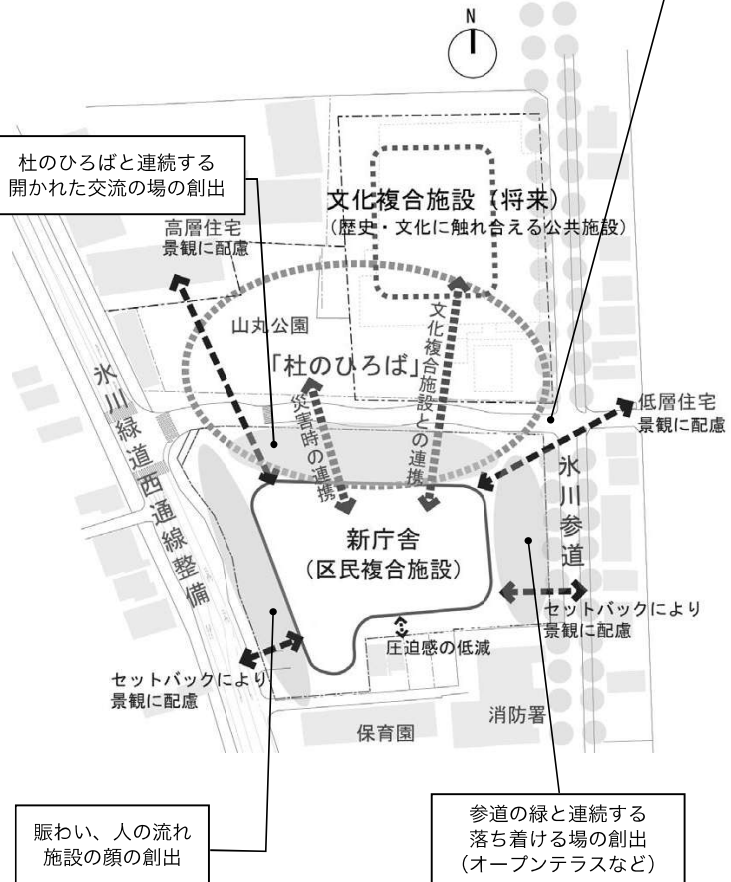 N
杜のひろばと連続する
開かれた交流の場の創出
文化複合施設（将来）
（歴史・文化に触れ合える公共施設）
高層住宅
景観に配慮
山丸公園
「杜のひろば」
文化複合施設との連携
災害時の連携
低層住宅
景観に配慮
氷川緑道西通線整備
氷川参道
新庁舎
（区民複合施設）
セットバックにより
景観に配慮
圧迫感の低減
セットバックにより
景観に配慮
消防署
保育園
賑わい、人の流れ
施設の顔の創出
参道の緑と連続する
落ち着ける場の創出
（オープンテラスなど）